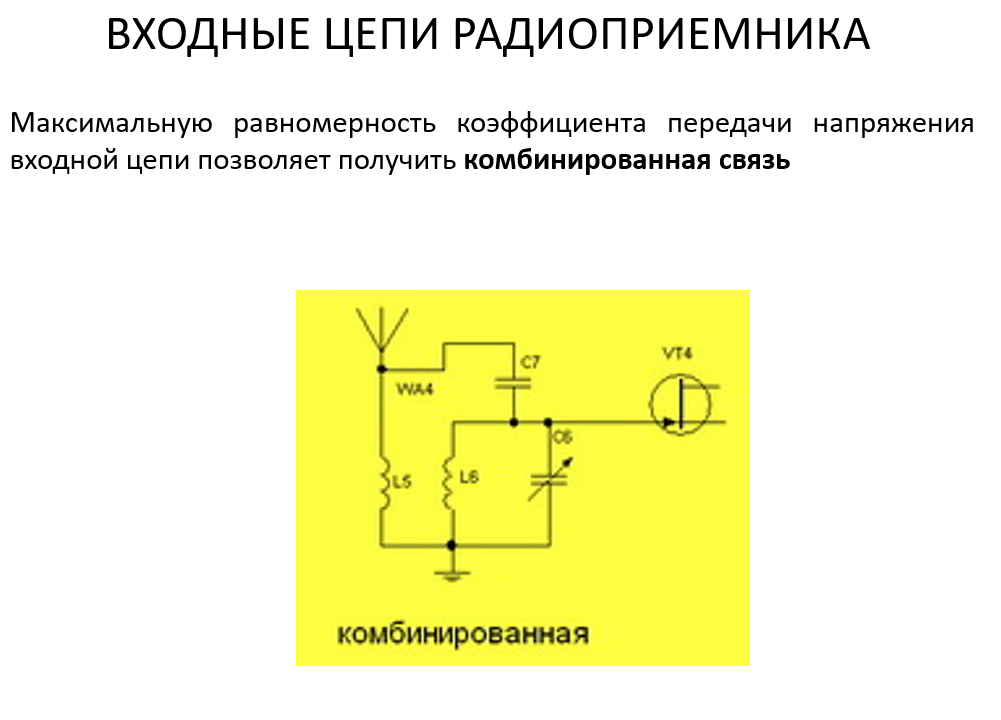 ВХОДНЫЕ ЦЕПИ РАДИОПРИЕМНИКА
Максимальную равномерность коэффициента передачи напряжения
входной цепи позволяет получить комбинированная связь
C7
VT4
WA4
C6
L5
L6
комбинированная